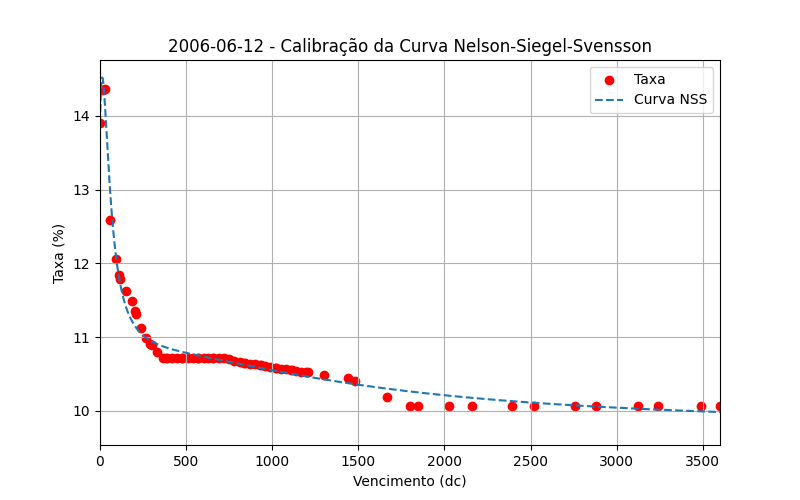 2006-06-12 - Calibração da Curva Nelson-Siegel-Svensson
Taxa
Curva NSS
Taxa (%)
14
13
12
11
10
0
500
1000
1500
2000
2500
3000
3500
Vencimento (dc)